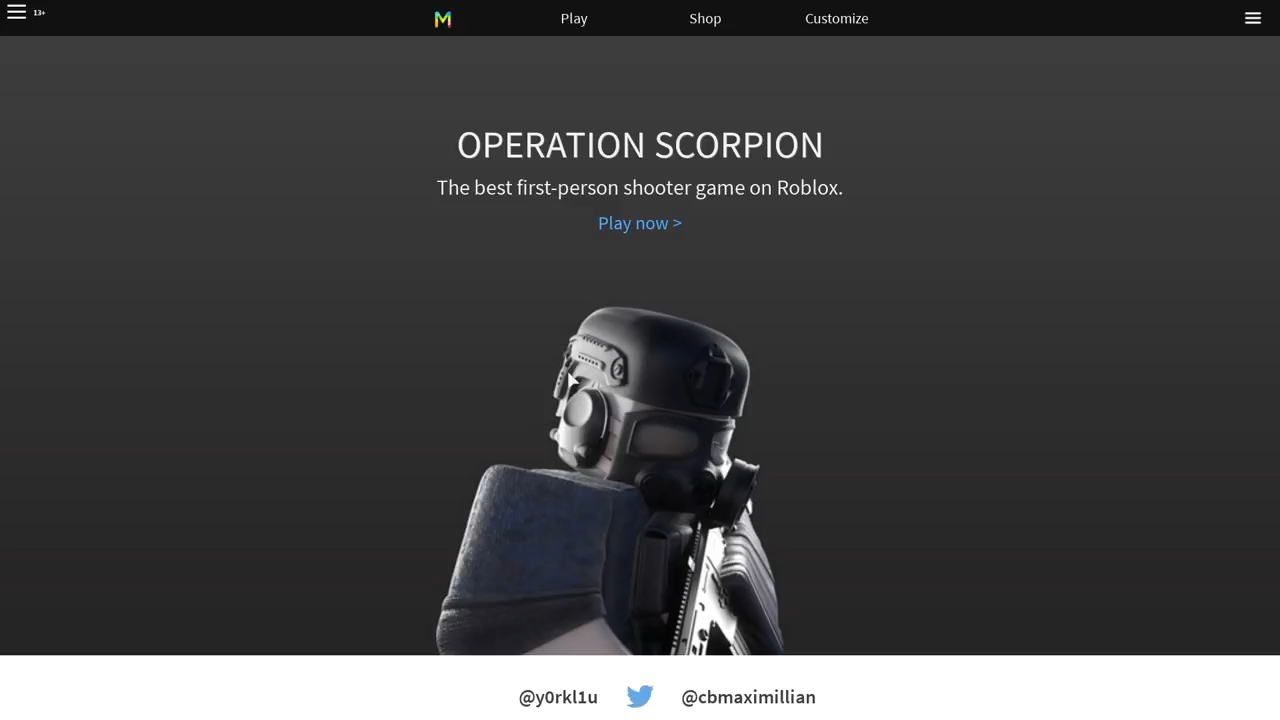 13+
M
Play
Shop
Customize
OPERATION SCORPION
The best first-person shooter game on Roblox.
Play now >
@y0rkl1u
@cbmaximillian